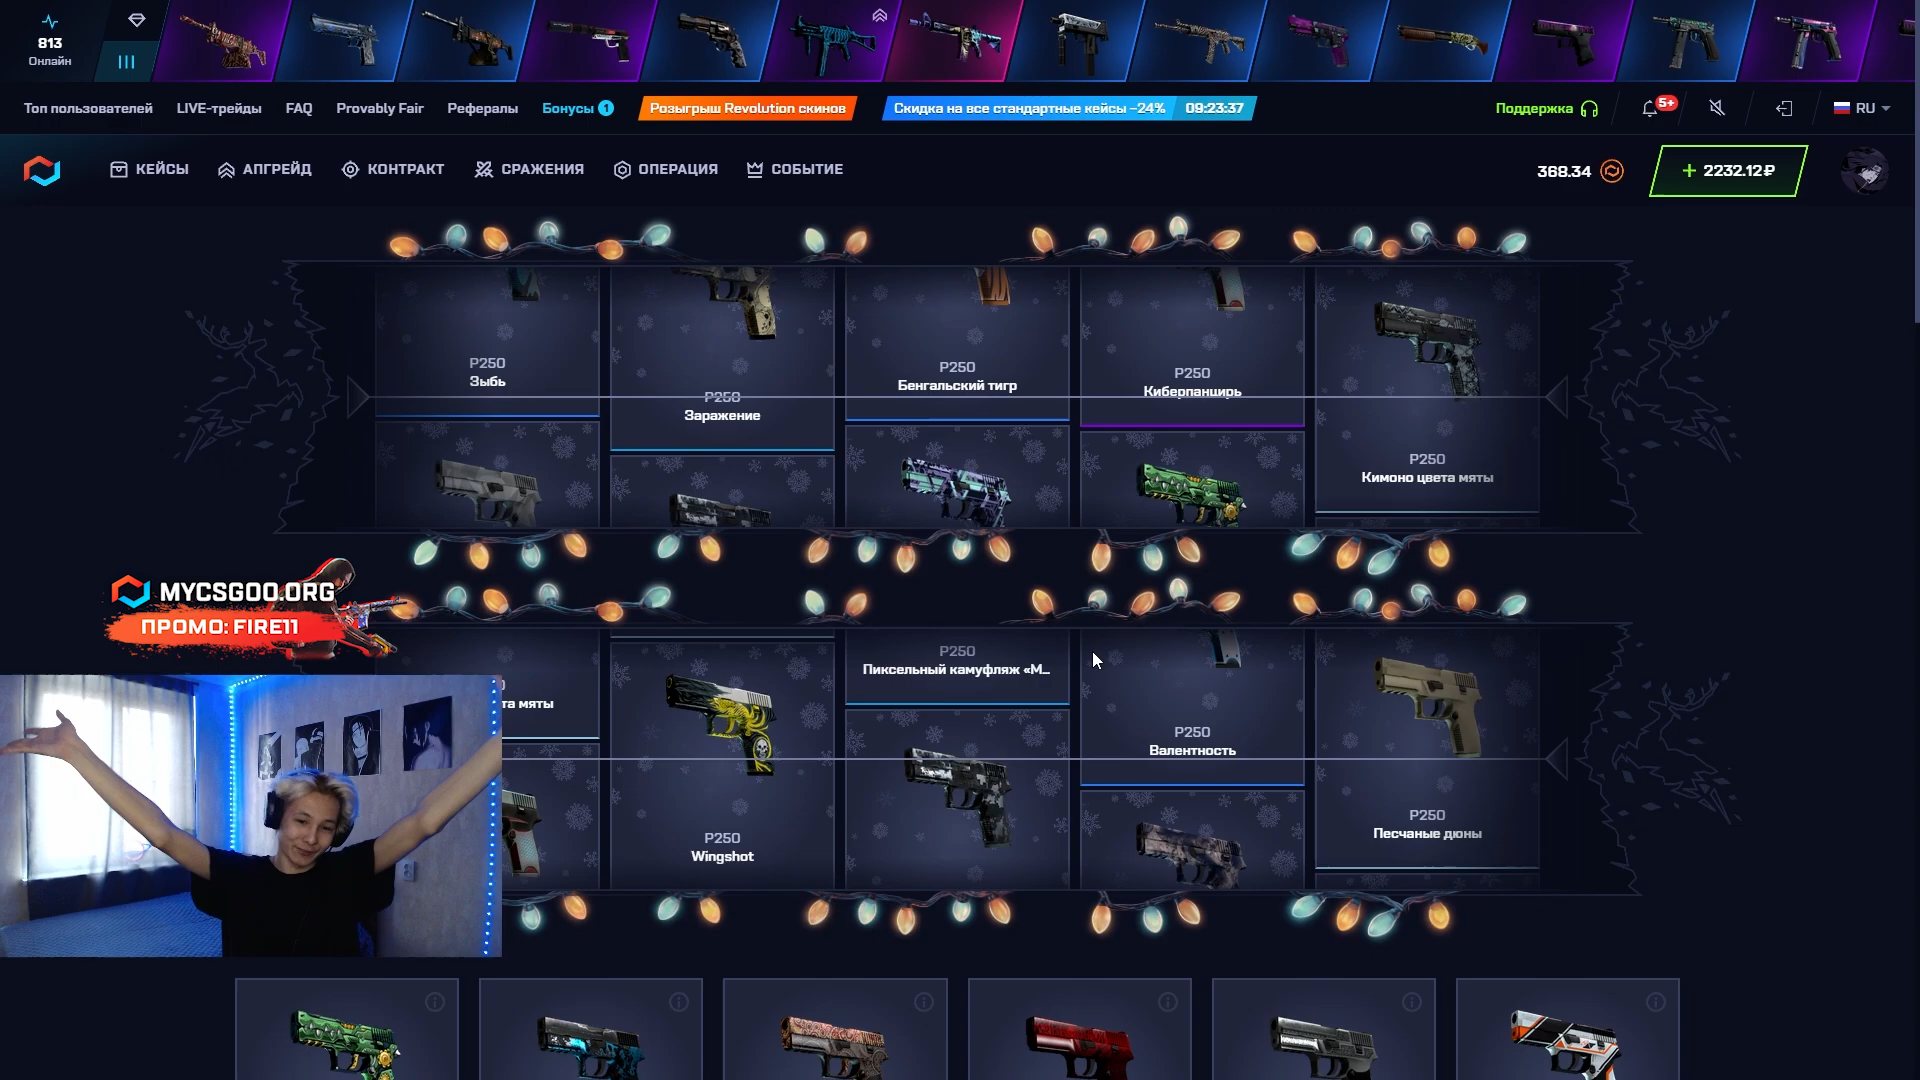 813
Онлайн
Топ пользователей
LIVE-трейды
FAQ
Provably Fair
Рефералы
Бонусы 1
Розыгрыш Revolution скинов
Скидка на все стандартные кейсы −24% 09:23:37
Поддержка
5+
RU
КЕЙСЫ
АПГРЕЙД
КОНТРАКТ
СРАЖЕНИЯ
ОПЕРАЦИЯ
СОБЫТИЕ
368.34
+ 2232.12₽
P250
Зыбь
P250
Заражение
P250
Бенгальский тигр
P250
Киберпанцирь
P250
Кимоно цвета мяты
MYCSGOO.ORG
ПРОМО: FIRE11
та мяты
P250
Wingshot
P250
Пиксельный камуфляж «М...
P250
Валентность
P250
Песчаные дюны